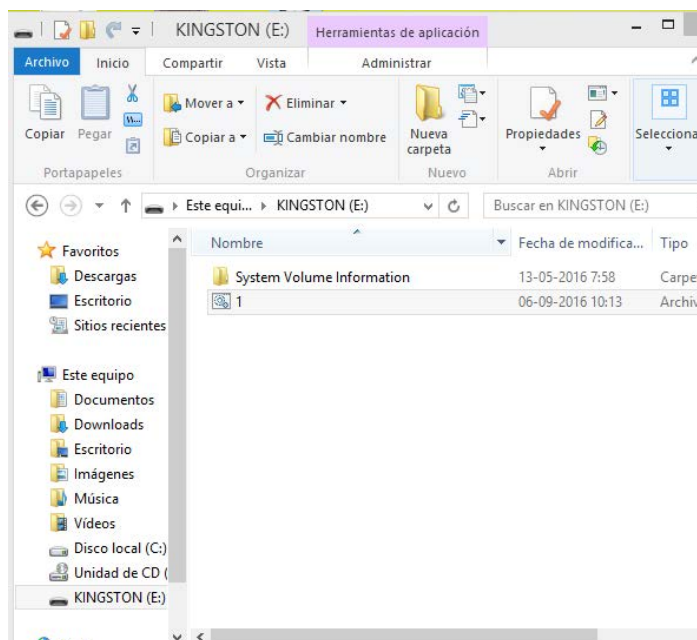 KINGSTON (E:) Herramientas de aplicación
Archivo Inicio Compartir Vista Administrar
Copiar Pegar Mover a Copiar a Eliminar Cambiar nombre Nueva carpeta Propiedades Selecciona
Portapapeles Organizar Nuevo Abrir
Este equi... KINGSTON (E:) Buscar en KINGSTON (E:)
Nombre Fecha de modifica... Tipo
System Volume Information 13-05-2016 7:58 Carpe
1 06-09-2016 10:13 Archiv
Favoritos
Descargas
Escritorio
Sitios recientes
Este equipo
Documentos
Downloads
Escritorio
Imágenes
Música
Vídeos
Disco local (C:)
Unidad de CD (
KINGSTON (E:)